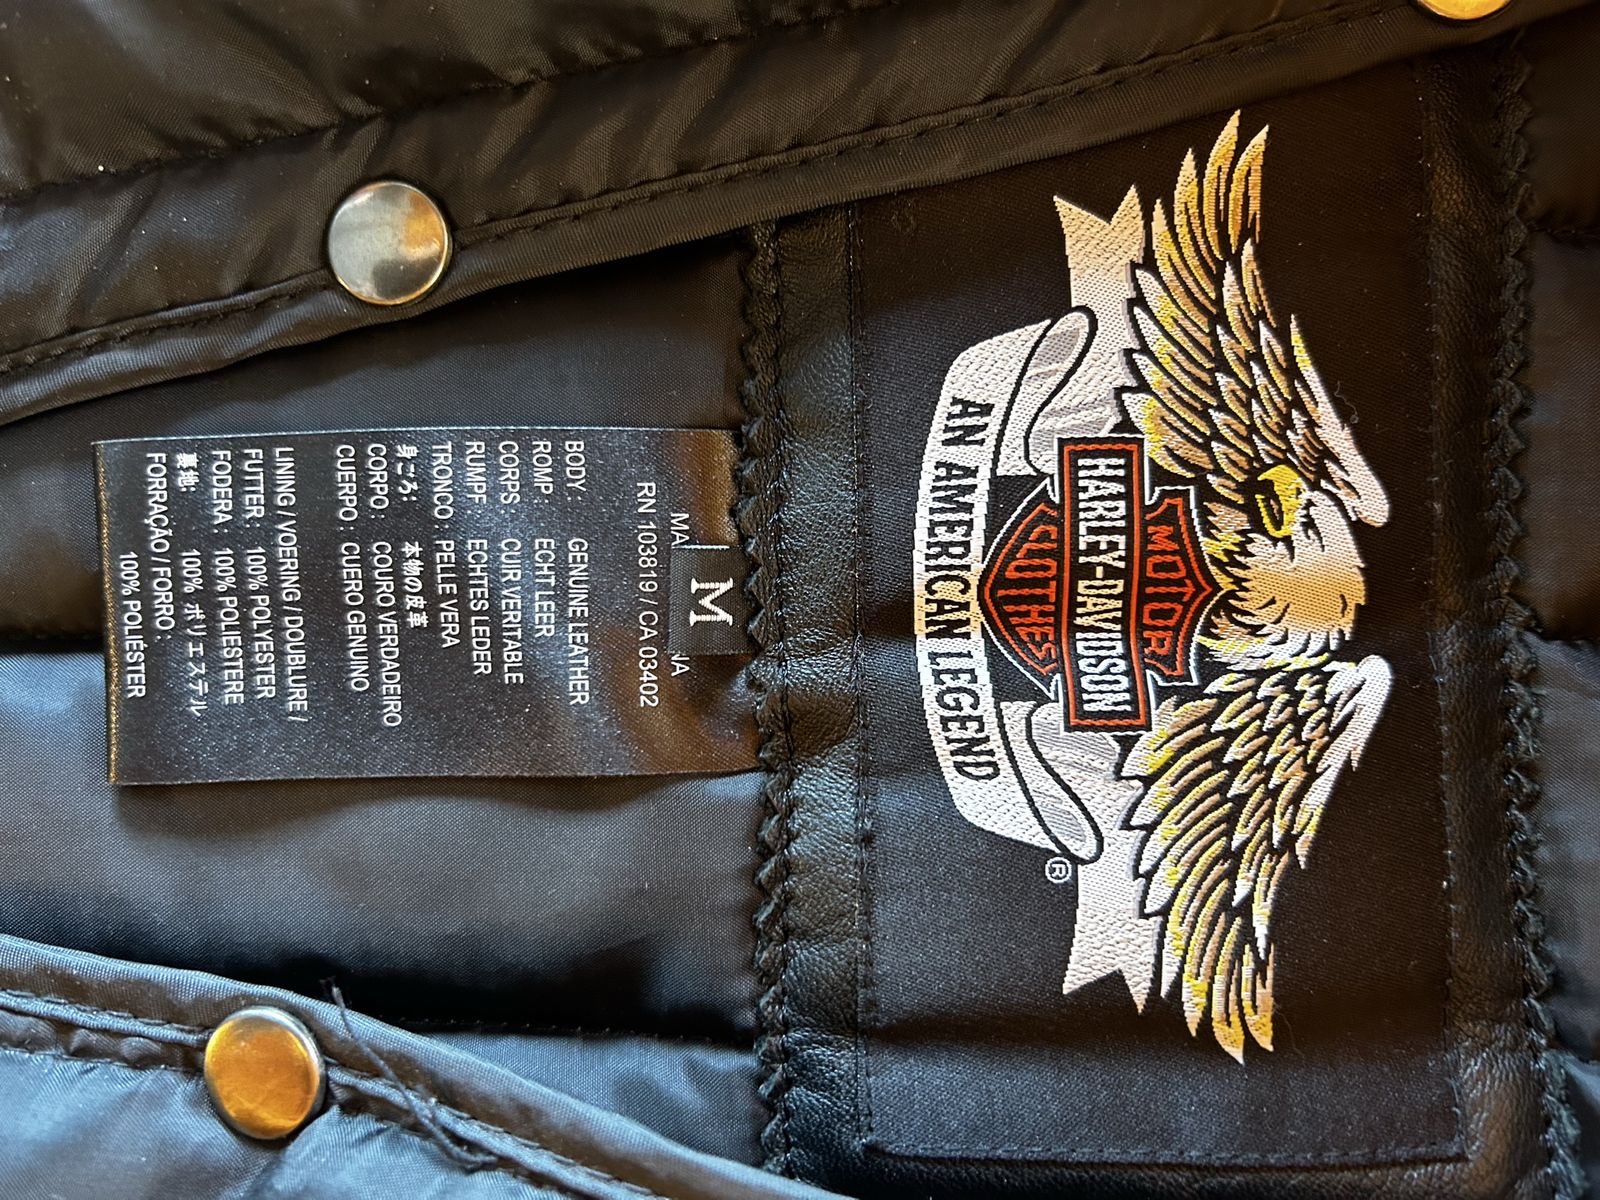 MOTOR
HARLEY-DAVIDSON
CLOTHES
AN AMERICAN LEGEND
®
M
RN 103819 / CA 03402
BODY: GENUINE LEATHER
ROMP: ECHT LEER
CORPS: CUIR VERITABLE
RUMPF: ECHTES LEDER
TRONCO: PELLE VERA
身ごろ: 本物の皮革
CORPO: COURO VERDADEIRO
CUERPO: CUERO GENUINO
LINING / VOERING / DOUBLURE /
FUTTER: 100% POLYESTER
FODERA: 100% POLIESTERE
裏地: 100% ポリエステル
FORRAÇÃO / FORRO:
100% POLIÉSTER